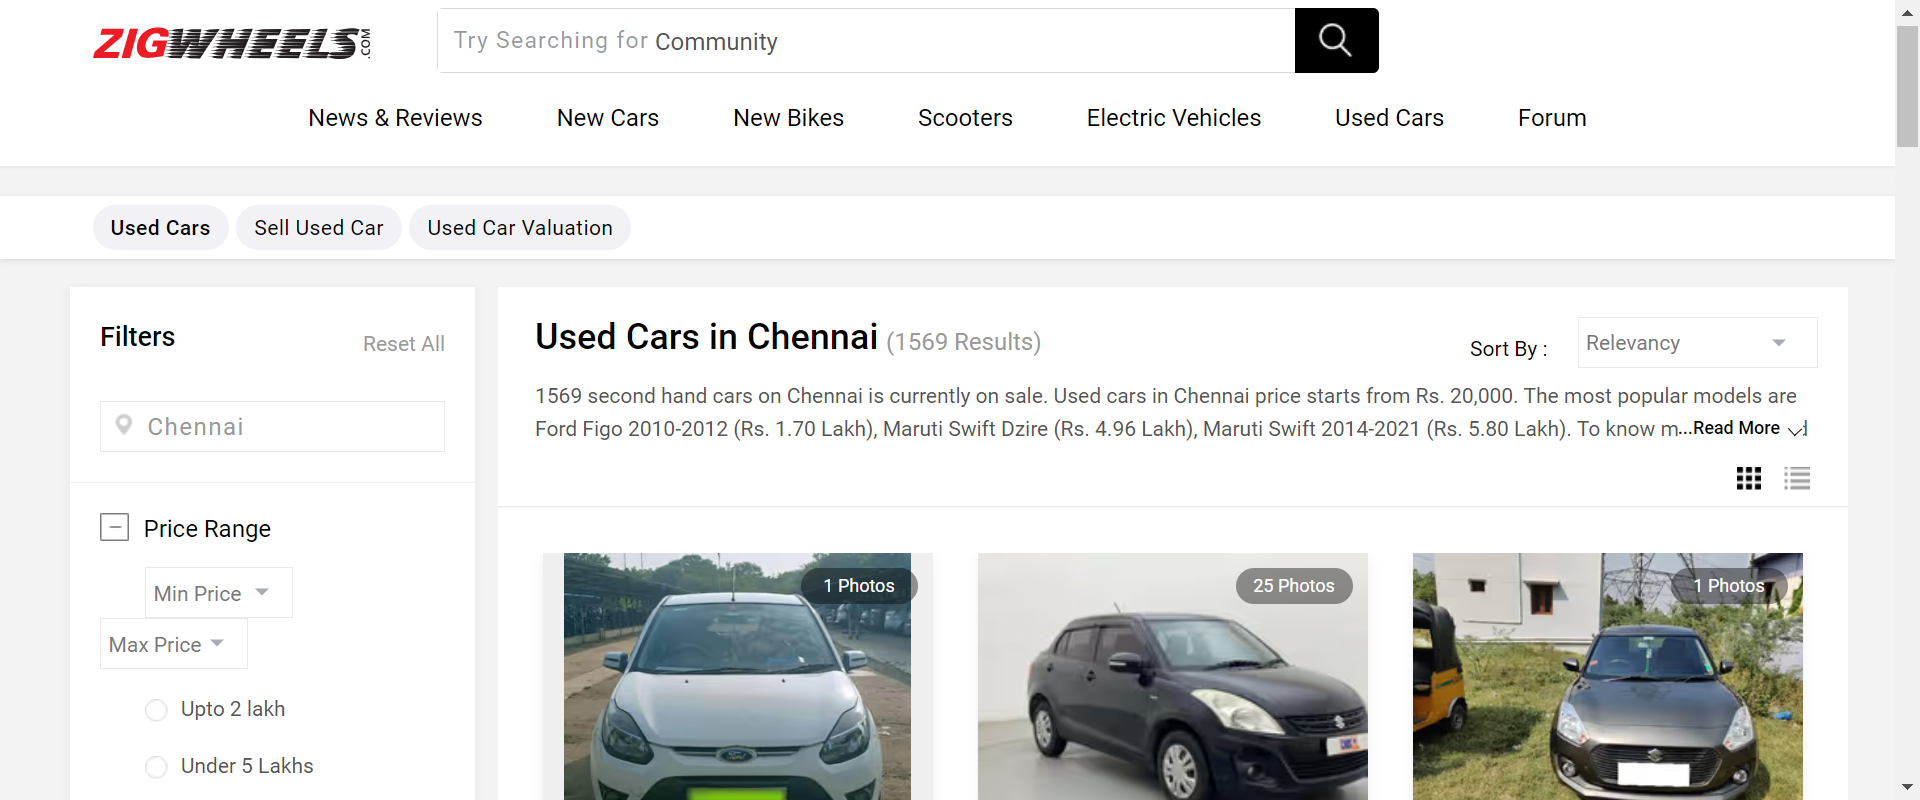 ZIGWHEELS.COM
Try Searching for Community
News & Reviews New Cars New Bikes Scooters Electric Vehicles Used Cars Forum
Used Cars Sell Used Car Used Car Valuation
Filters
Reset All
Chennai
Price Range
Min Price
Max Price
Upto 2 lakh
Under 5 Lakhs
Used Cars in Chennai (1569 Results)
Sort By :
Relevancy
1569 second hand cars on Chennai is currently on sale. Used cars in Chennai price starts from Rs. 20,000. The most popular models are
Ford Figo 2010-2012 (Rs. 1.70 Lakh), Maruti Swift Dzire (Rs. 4.96 Lakh), Maruti Swift 2014-2021 (Rs. 5.80 Lakh). To know m...Read More
1 Photos
25 Photos
1 Photos